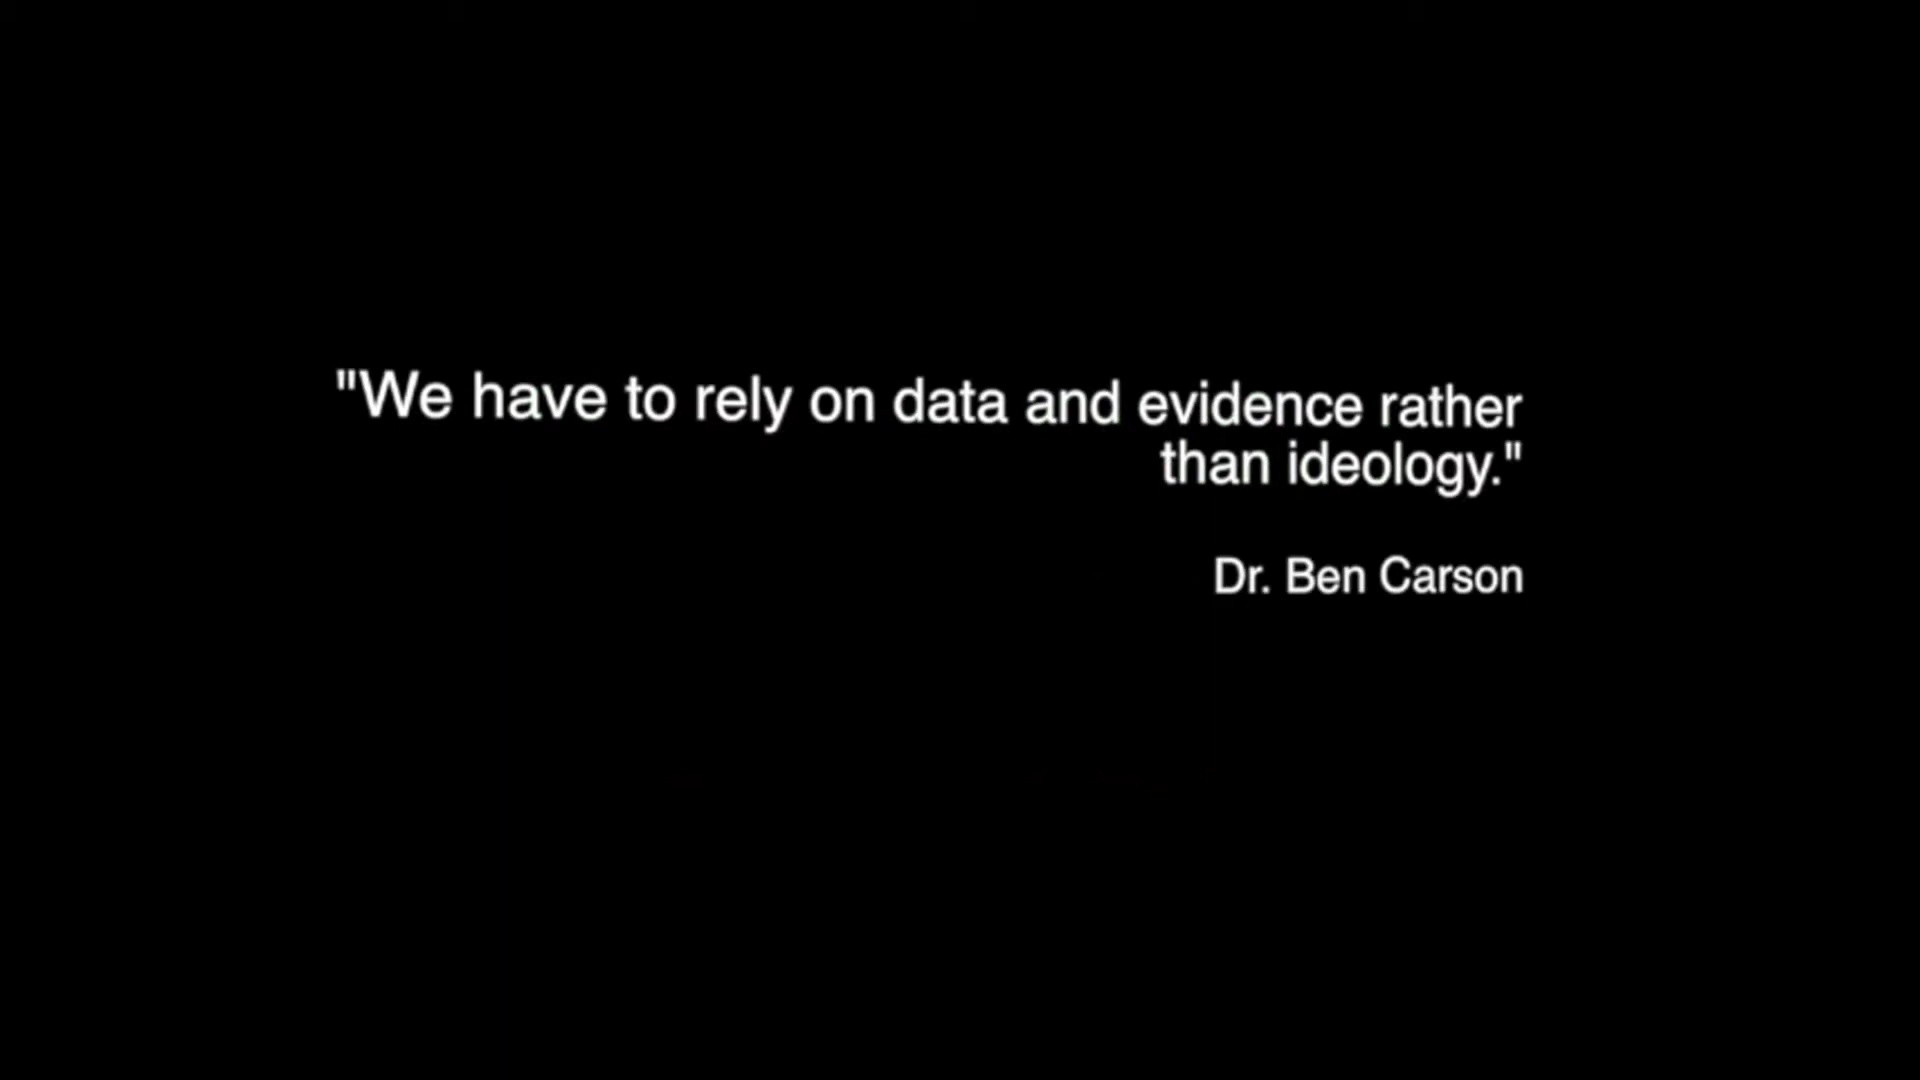 "We have to rely on data and evidence rather
than ideology."
Dr. Ben Carson